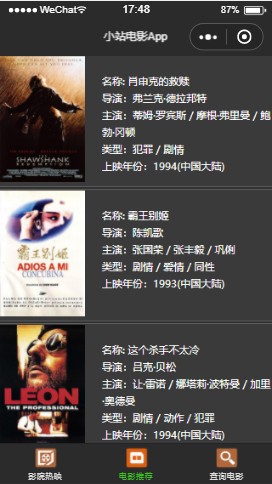 WeChat 17:48 87%
小站电影App
THE
SHAWSHANK
REDEMPTION
名称: 肖申克的救赎
导演: 弗兰克·德拉邦特
主演: 蒂姆·罗宾斯 / 摩根·弗里曼 / 鲍
勃·冈顿
类型: 犯罪 / 剧情
上映年份: 1994(中国大陆)
霸王别姬
ADIOS A MI
CONCUBINA
名称: 霸王别姬
导演: 陈凯歌
主演: 张国荣 / 张丰毅 / 巩俐
类型: 剧情 / 爱情 / 同性
上映年份: 1993(中国大陆)
LEON
THE PROFESSIONAL
名称: 这个杀手不太冷
导演: 吕克·贝松
主演: 让·雷诺 / 娜塔莉·波特曼 / 加里
·奥德曼
类型: 剧情 / 动作 / 犯罪
上映年份: 1994(中国大陆)
影院热映 电影推荐 查询电影